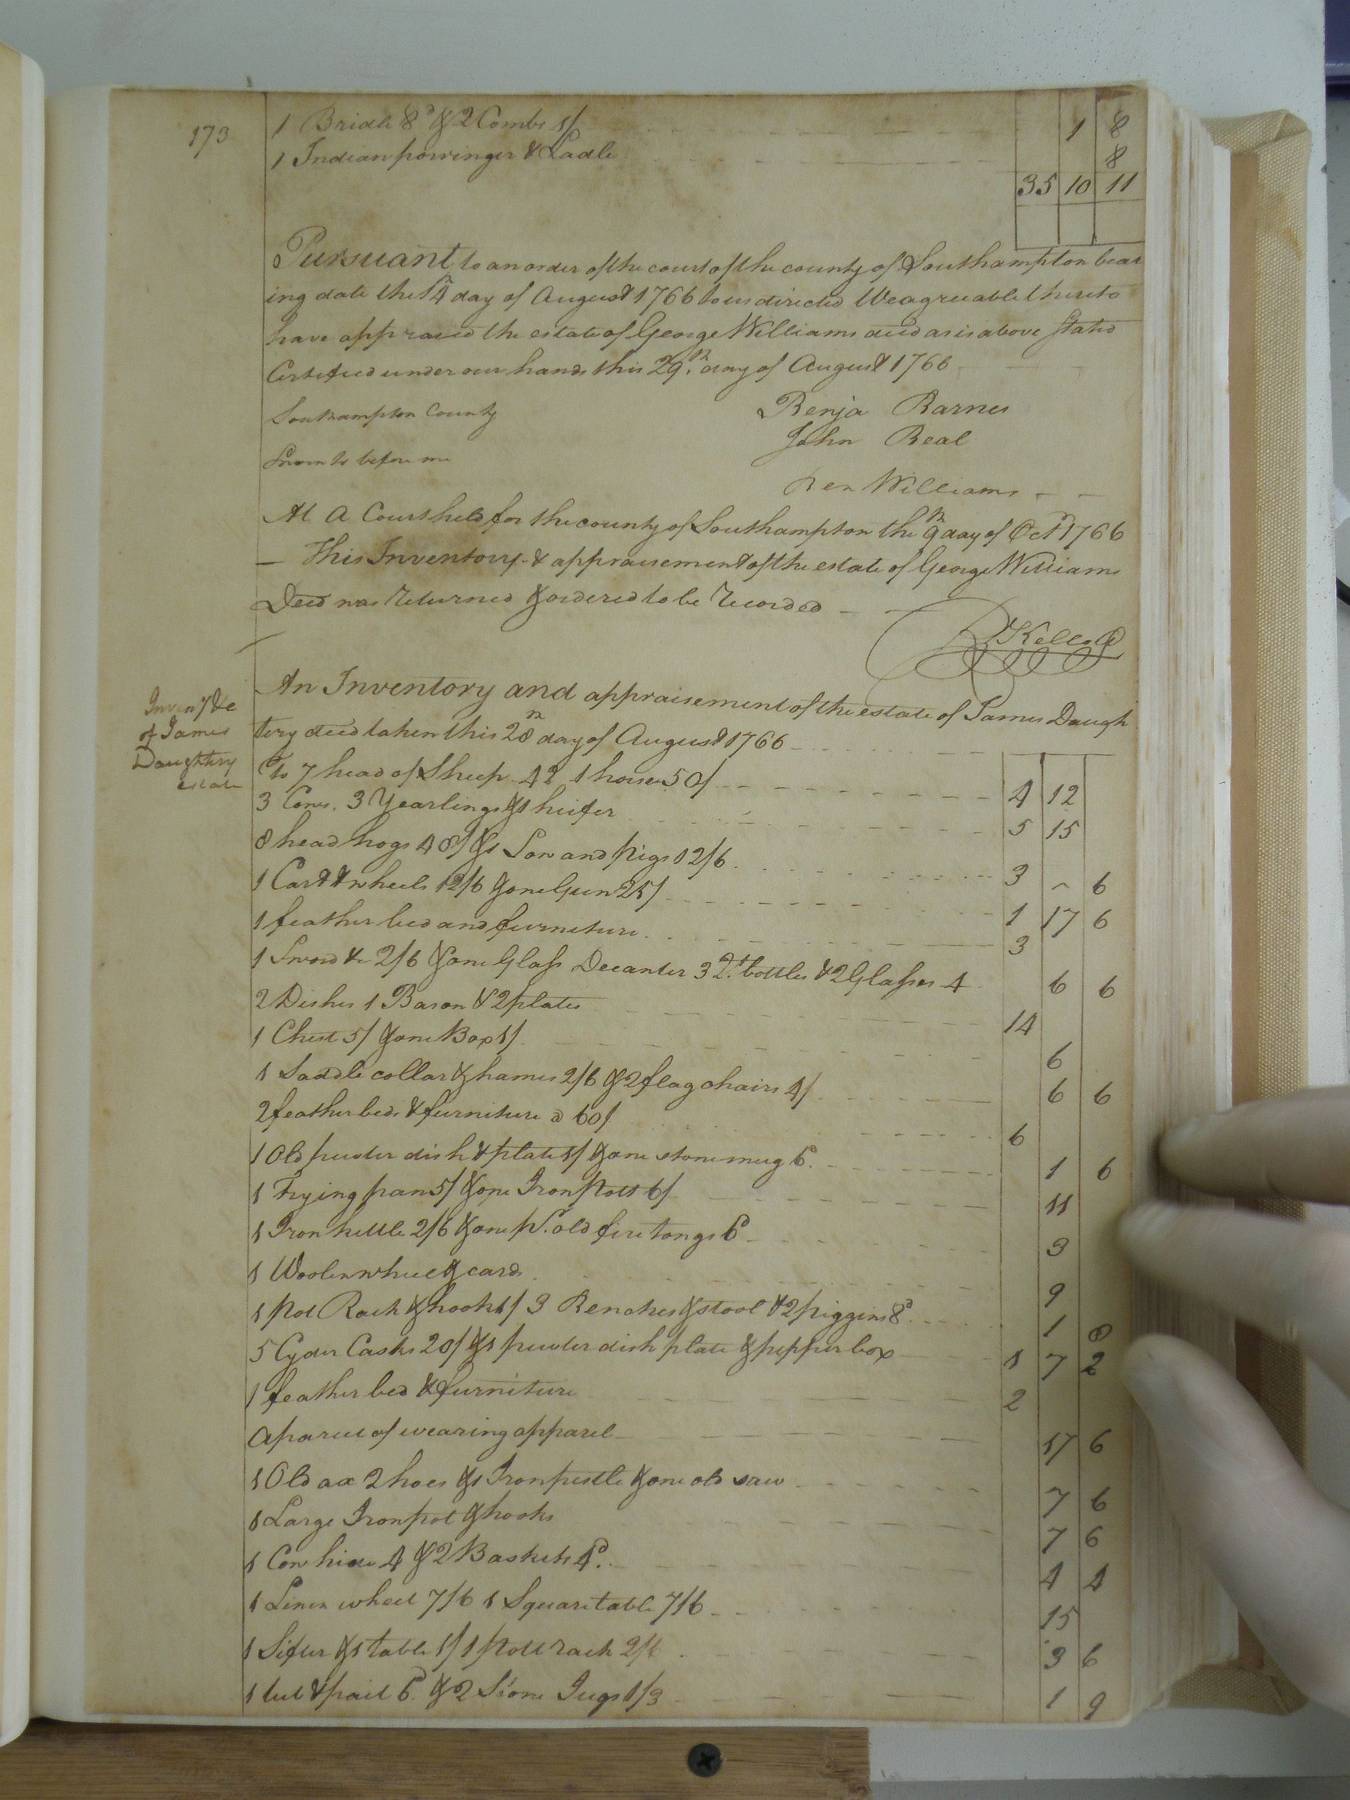 173
1 Bridle 8d & 2 Combs 1/ 1 8
1 Indian porringer & Ladle 8
35 10 11
Pursuant to an order of the court of the county of Southampton bear
ing date the 14 day of August 1766 to us directed We agreeable thereto
have appraised the estate of George Williams decd as is above stated
Certified under our hands this 29th day of August 1766
Southampton County Benja Barnes
John Beal
Sworn to before me
Ben Williams
At A Court held for the county of Southampton the 9th day of Octr 1766
This Inventory & appraisement of the estate of George Williams
Decd was returned & ordered to be recorded
R Kello
An Inventory and appraisement of the estate of James Daugh
Inveny &c
of James
Daughtry
estate
tery decd taken this 28th day of August 1766
To 7 head of Sheep 42 1 horse 50/ 4 12
3 Cows. 3 Yearlings & 1 heifer 5 15
8 head hogs 48/ & 1 Sow and pigs 12/6 3 ~ 6
1 Cart & wheels 12/6 & one Gun 25/ 1 17 6
1 feather bed and furniture 3
1 Sword &c 2/6 & one Glass Decanter 3 Qt bottles & 2 Glasses 4 6 6
2 Dishes 1 Bason & 2 plates 14
1 Chest 5/ & one Box 1/ 6
1 Saddle collar & hames 2/6 & 2 flag chairs 4/ 6 6
2 feather beds & furniture a 60/ 6
1 Old pewter dish & plate 1/ & one stone mug 6d 1 6
1 Frying pan 5/ & one Iron Pott 6/ 11
1 Iron kettle 2/6 & one pr. old fire tongs 6d 3
1 Woolen wheel & cards 9
1 Pot Rack & hooks 1/ 3 Benches & stool & 2 piggins 8d 1 8
5 Cyder Casks 20/ & 1 pewter dish plate & pepper box 1 7 2
1 feather bed & furniture 2
A parcel of wearing apparel 17 6
1 Old ax 2 hoes & 1 Iron pestle & one old saw 7 6
1 Large Iron pot & hooks 7 6
1 Cow hide 4 & 2 Baskets 4d. 4 4
1 Linen wheel 7/6 1 Square table 7/6 15
1 Sifter & 1 table 1/ 1 Pott rack 2/6 3 6
1 tub & pail 6d. & 2 Stone Jugs 1/3 1 9